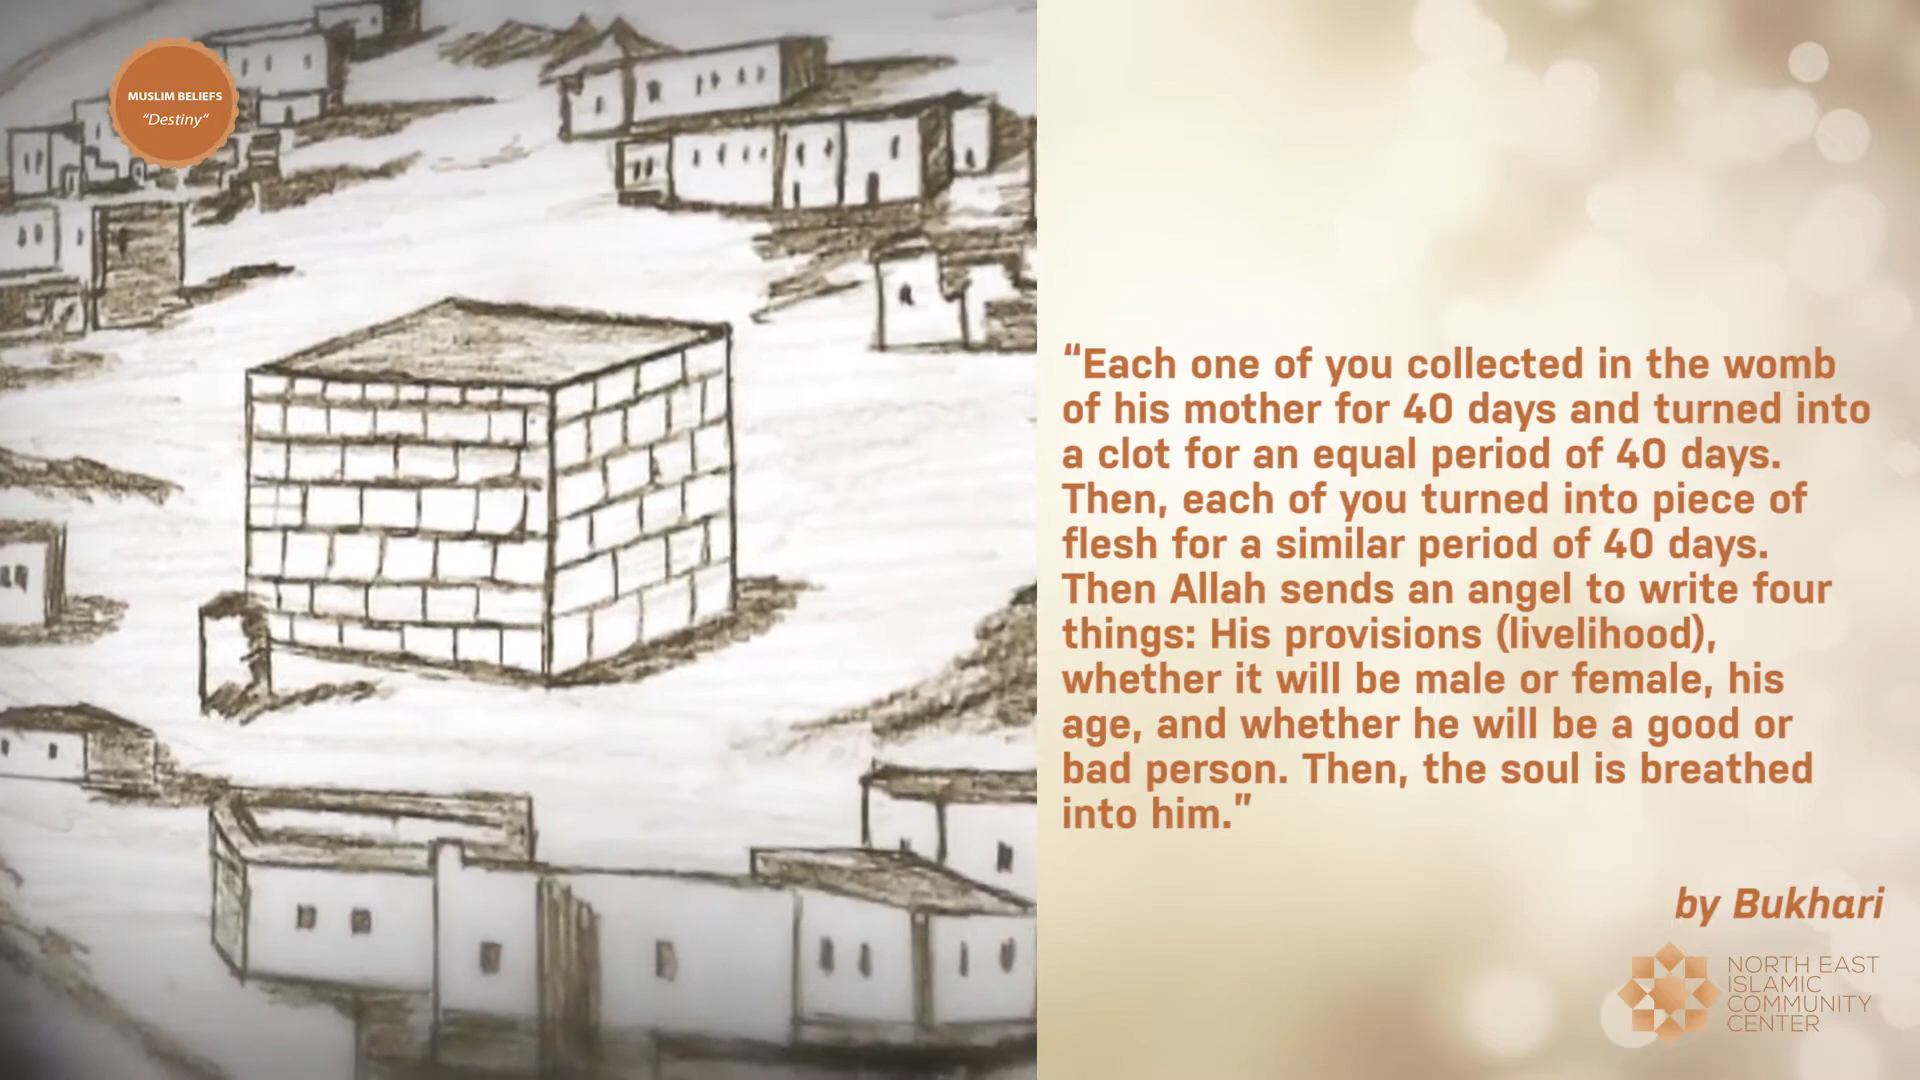 MUSLIM BELIEFS
“Destiny”
“Each one of you collected in the womb
of his mother for 40 days and turned into
a clot for an equal period of 40 days.
Then, each of you turned into piece of
flesh for a similar period of 40 days.
Then Allah sends an angel to write four
things: His provisions (livelihood),
whether it will be male or female, his
age, and whether he will be a good or
bad person. Then, the soul is breathed
into him.”
by Bukhari
NORTH EAST
ISLAMIC
COMMUNITY
CENTER